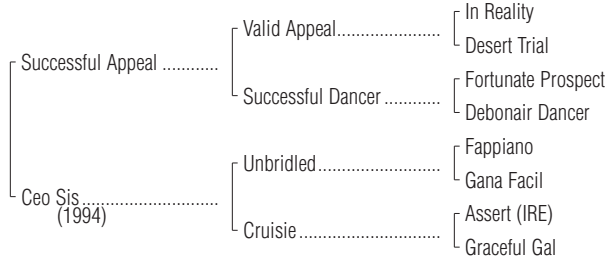 In Reality
Valid Appeal....................
Desert Trial
Successful Appeal ............
Fortunate Prospect
Successful Dancer ............
Debonair Dancer
Fappiano
Unbridled.........................
Gana Facil
Ceo Sis.............................
(1994)
Assert (IRE)
Cruisie..............................
Graceful Gal